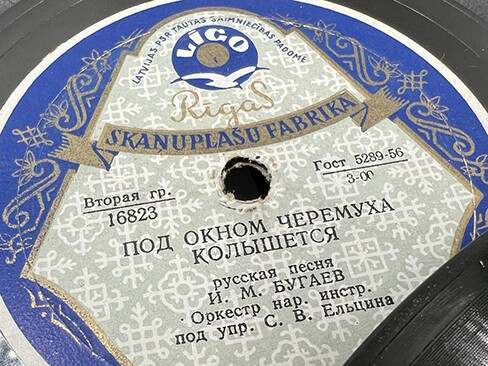 LATVIJAS PSR TAUTAS SAIMNIECĪBAS PADOME
LĪGO
Rīgas
SKAŅUPLAŠU FABRIKA
Вторая гр.
16823
Гост 5289-56
3-00
ПОД ОКНОМ ЧЕРЕМУХА
КОЛЫШЕТСЯ
русская песня
И. М. БУГАЕВ
Оркестр нар. инстр.
под упр. С. В. Ельцина